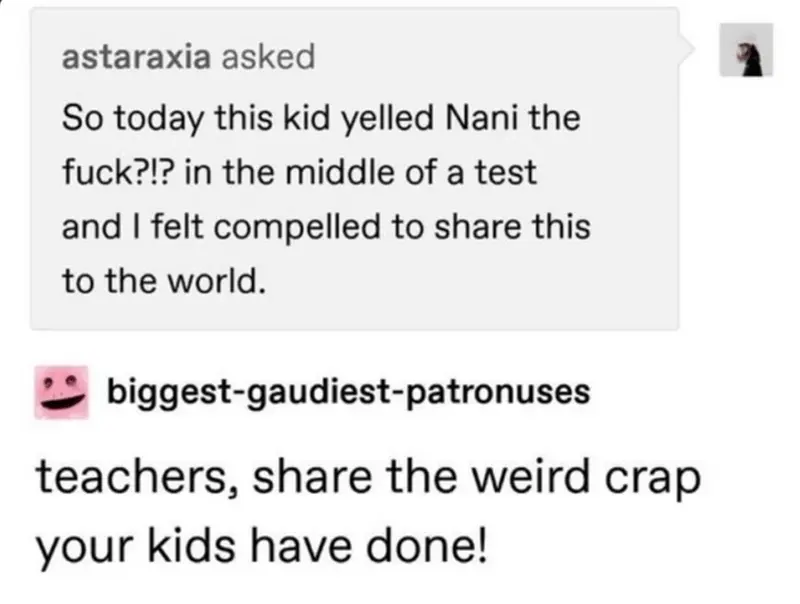 astaraxia asked
So today this kid yelled Nani the
fuck?!? in the middle of a test
and I felt compelled to share this
to the world.
biggest-gaudiest-patronuses
teachers, share the weird crap
your kids have done!